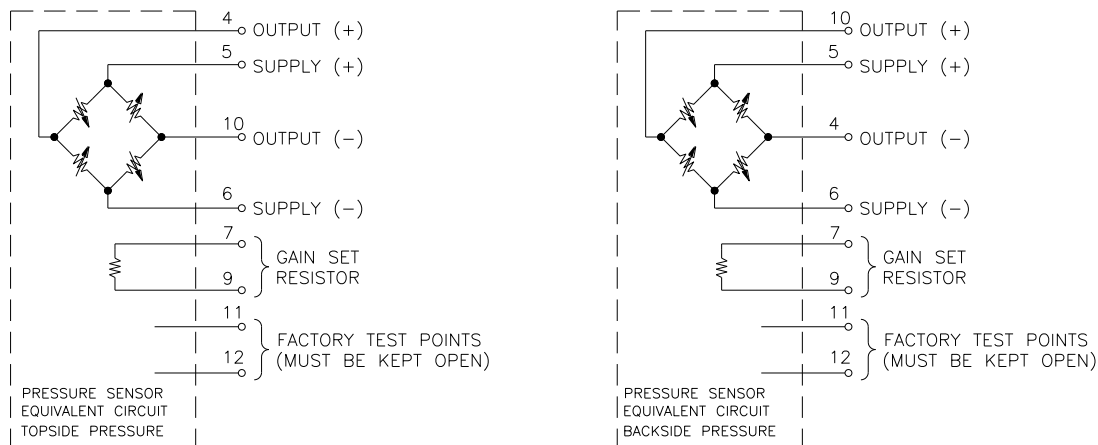 4
OUTPUT (+)
5
SUPPLY (+)
10
OUTPUT (−)
6
SUPPLY (−)
7
GAIN SET
RESISTOR
9
11
FACTORY TEST POINTS
(MUST BE KEPT OPEN)
12
PRESSURE SENSOR
EQUIVALENT CIRCUIT
TOPSIDE PRESSURE
10
OUTPUT (+)
5
SUPPLY (+)
4
OUTPUT (−)
6
SUPPLY (−)
7
GAIN SET
RESISTOR
9
11
FACTORY TEST POINTS
(MUST BE KEPT OPEN)
12
PRESSURE SENSOR
EQUIVALENT CIRCUIT
BACKSIDE PRESSURE